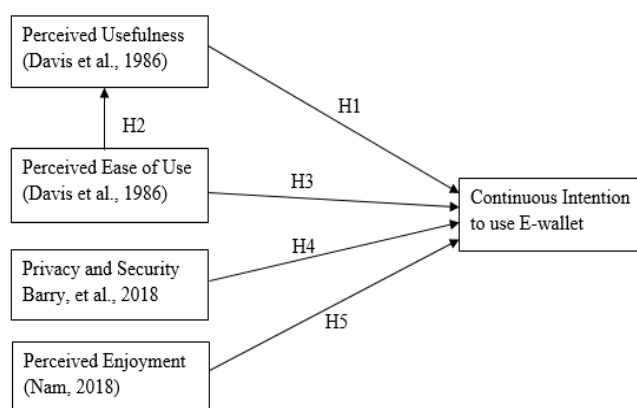 Perceived Usefulness
(Davis et al., 1986)
H1
H2
Perceived Ease of Use
(Davis et al., 1986)
H3
Continuous Intention
to use E-wallet
H4
Privacy and Security
Barry, et al., 2018
H5
Perceived Enjoyment
(Nam, 2018)